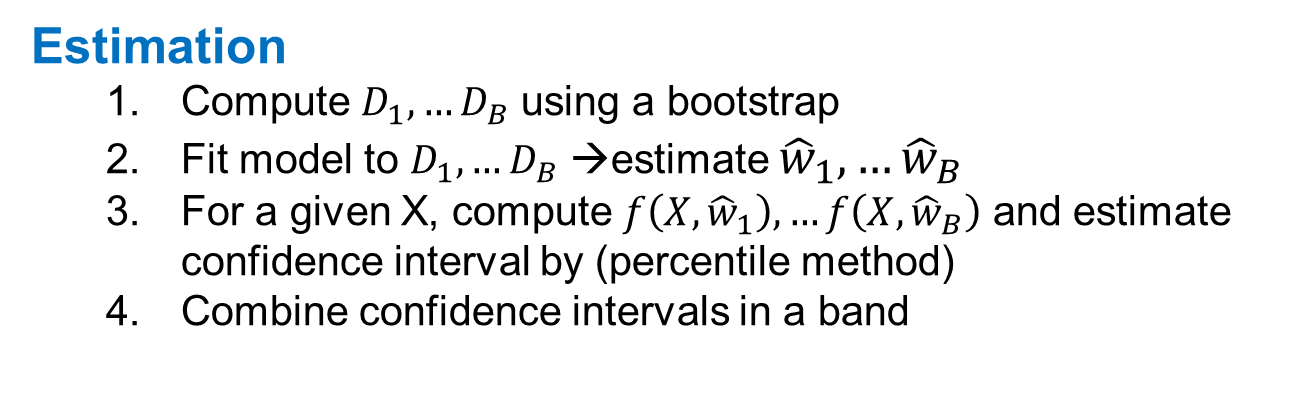 Estimation
1. Compute 𝐷₁, … 𝐷_𝐵 using a bootstrap
2. Fit model to 𝐷₁, … 𝐷_𝐵 →estimate ŵ₁, … ŵ_𝐵
3. For a given X, compute 𝑓(𝑋, ŵ₁), … 𝑓(𝑋, ŵ_𝐵) and estimate
confidence interval by (percentile method)
4. Combine confidence intervals in a band